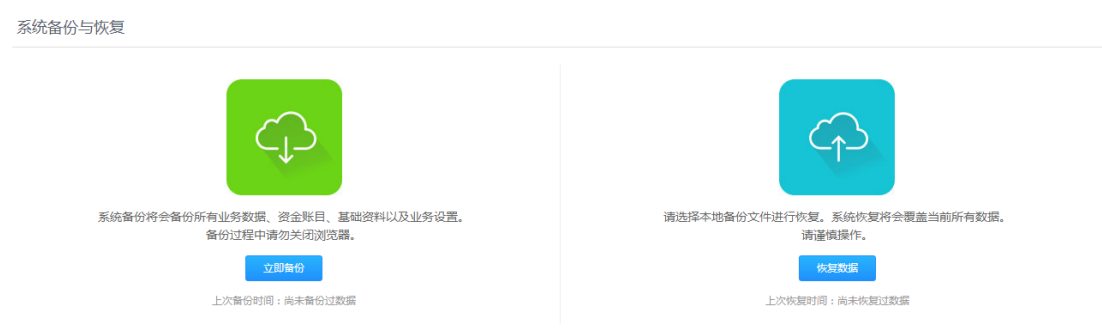 系统备份与恢复
系统备份将会备份所有业务数据、资金账目、基础资料以及业务设置。
备份过程中请勿关闭浏览器。
立即备份
上次备份时间：尚未备份过数据
请选择本地备份文件进行恢复。系统恢复将会覆盖当前所有数据。
请谨慎操作。
恢复数据
上次恢复时间：尚未恢复过数据